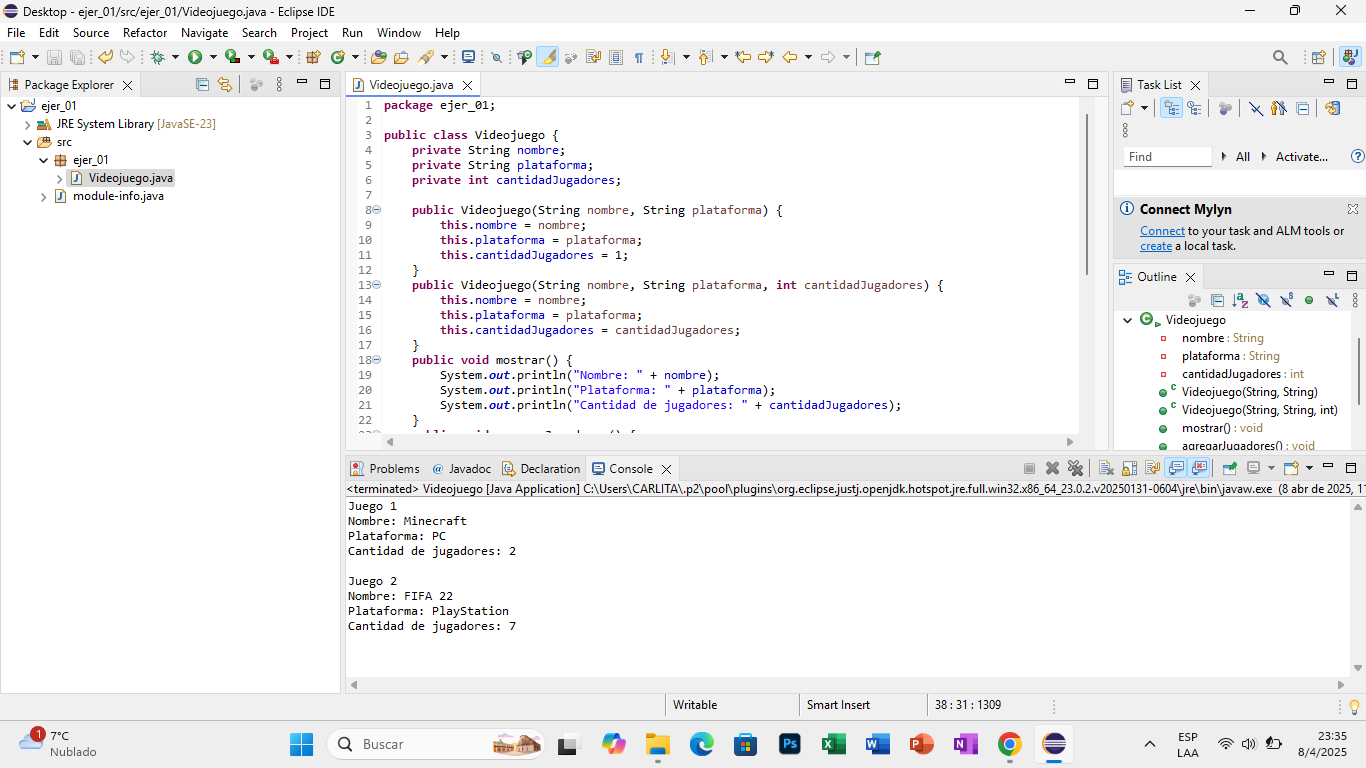 Desktop - ejer_01/src/ejer_01/Videojuego.java - Eclipse IDE
File Edit Source Refactor Navigate Search Project Run Window Help
Package Explorer
ejer_01
JRE System Library [JavaSE-23]
src
ejer_01
Videojuego.java
module-info.java
Videojuego.java
1 package ejer_01;
2
3 public class Videojuego {
4 private String nombre;
5 private String plataforma;
6 private int cantidadJugadores;
7
8 public Videojuego(String nombre, String plataforma) {
9 this.nombre = nombre;
10 this.plataforma = plataforma;
11 this.cantidadJugadores = 1;
12 }
13 public Videojuego(String nombre, String plataforma, int cantidadJugadores) {
14 this.nombre = nombre;
15 this.plataforma = plataforma;
16 this.cantidadJugadores = cantidadJugadores;
17 }
18 public void mostrar() {
19 System.out.println("Nombre: " + nombre);
20 System.out.println("Plataforma: " + plataforma);
21 System.out.println("Cantidad de jugadores: " + cantidadJugadores);
22 }
Task List
Find All Activate...
Connect Mylyn
Connect to your task and ALM tools or
create a local task.
Outline
Videojuego
nombre : String
plataforma : String
cantidadJugadores : int
Videojuego(String, String)
Videojuego(String, String, int)
mostrar() : void
agregarJugadores() : void
Problems @ Javadoc Declaration Console
<terminated> Videojuego [Java Application] C:\Users\CARLITA\.p2\pool\plugins\org.eclipse.justj.openjdk.hotspot.jre.full.win32.x86_64_23.0.2.v20250131-0604\jre\bin\javaw.exe (8 abr de 2025, 11
Juego 1
Nombre: Minecraft
Plataforma: PC
Cantidad de jugadores: 2
Juego 2
Nombre: FIFA 22
Plataforma: PlayStation
Cantidad de jugadores: 7
Writable Smart Insert 38 : 31 : 1309
1
7°C
Nublado
Buscar
Ps
ESP
LAA
23:35
8/4/2025